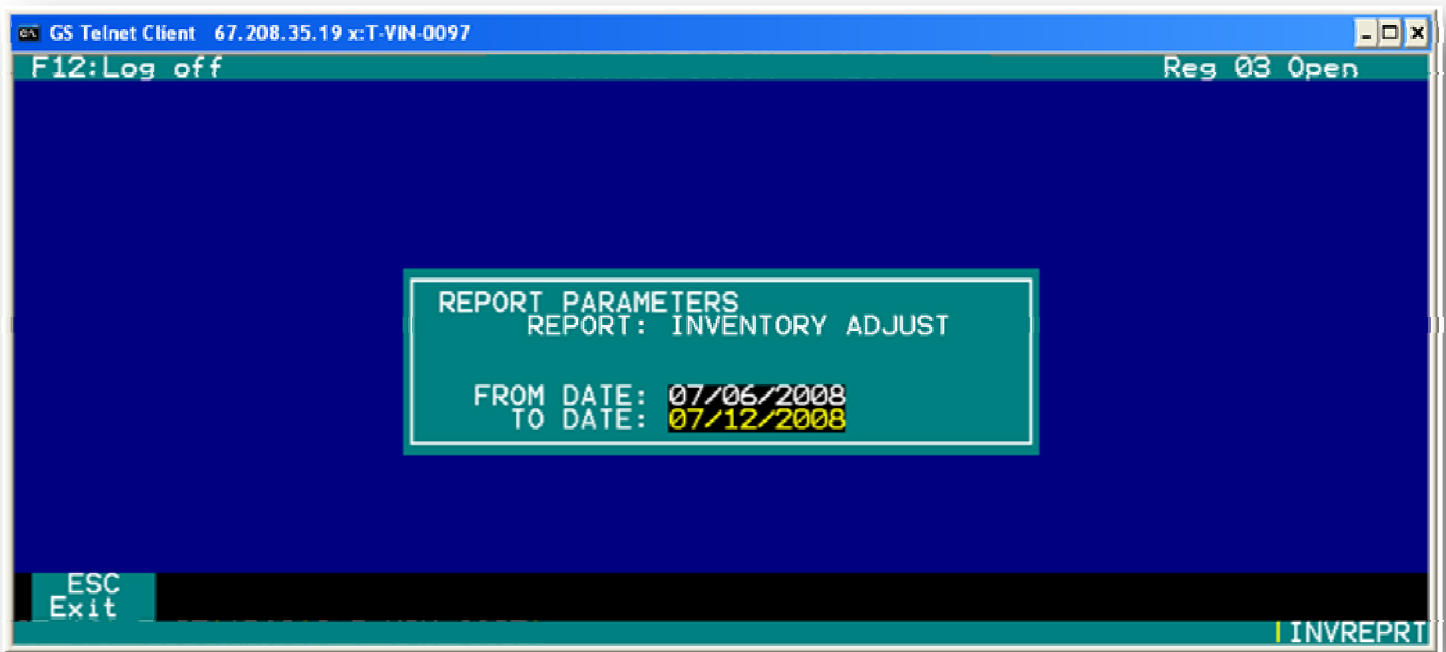 GS Telnet Client 67.208.35.19 x:T-VIN-0097
F12:Log off Reg 03 Open
REPORT PARAMETERS
REPORT: INVENTORY ADJUST
FROM DATE: 07/06/2008
TO DATE: 07/12/2008
ESC
Exit
INVREPRT